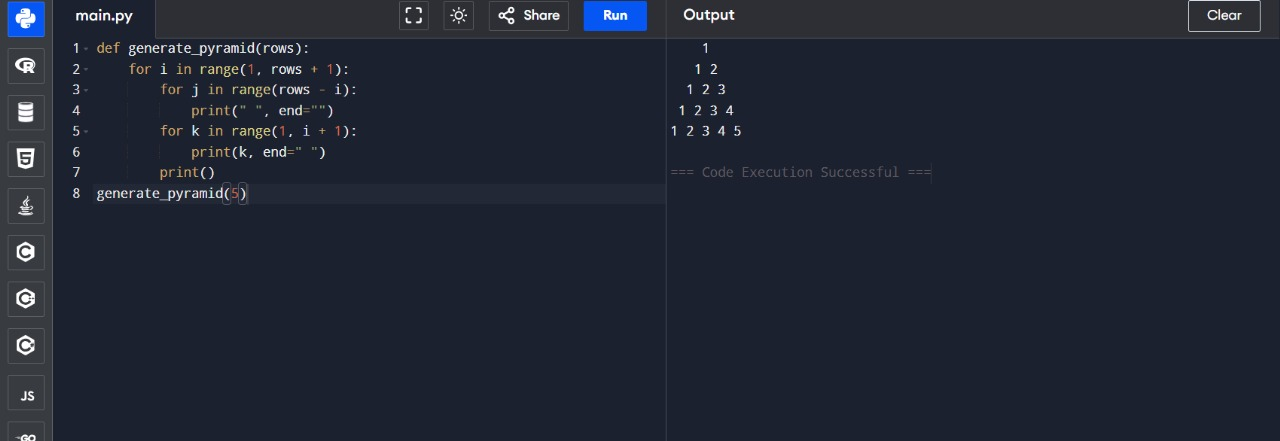 main.py
Share
Run
Output
Clear
1 def generate_pyramid(rows):
2     for i in range(1, rows + 1):
3         for j in range(rows - i):
4             print(" ", end="")
5         for k in range(1, i + 1):
6             print(k, end=" ")
7         print()
8 generate_pyramid(5)
    1
   1 2
  1 2 3
 1 2 3 4
1 2 3 4 5
=== Code Execution Successful ===
R
5
C
C
C
JS
GO